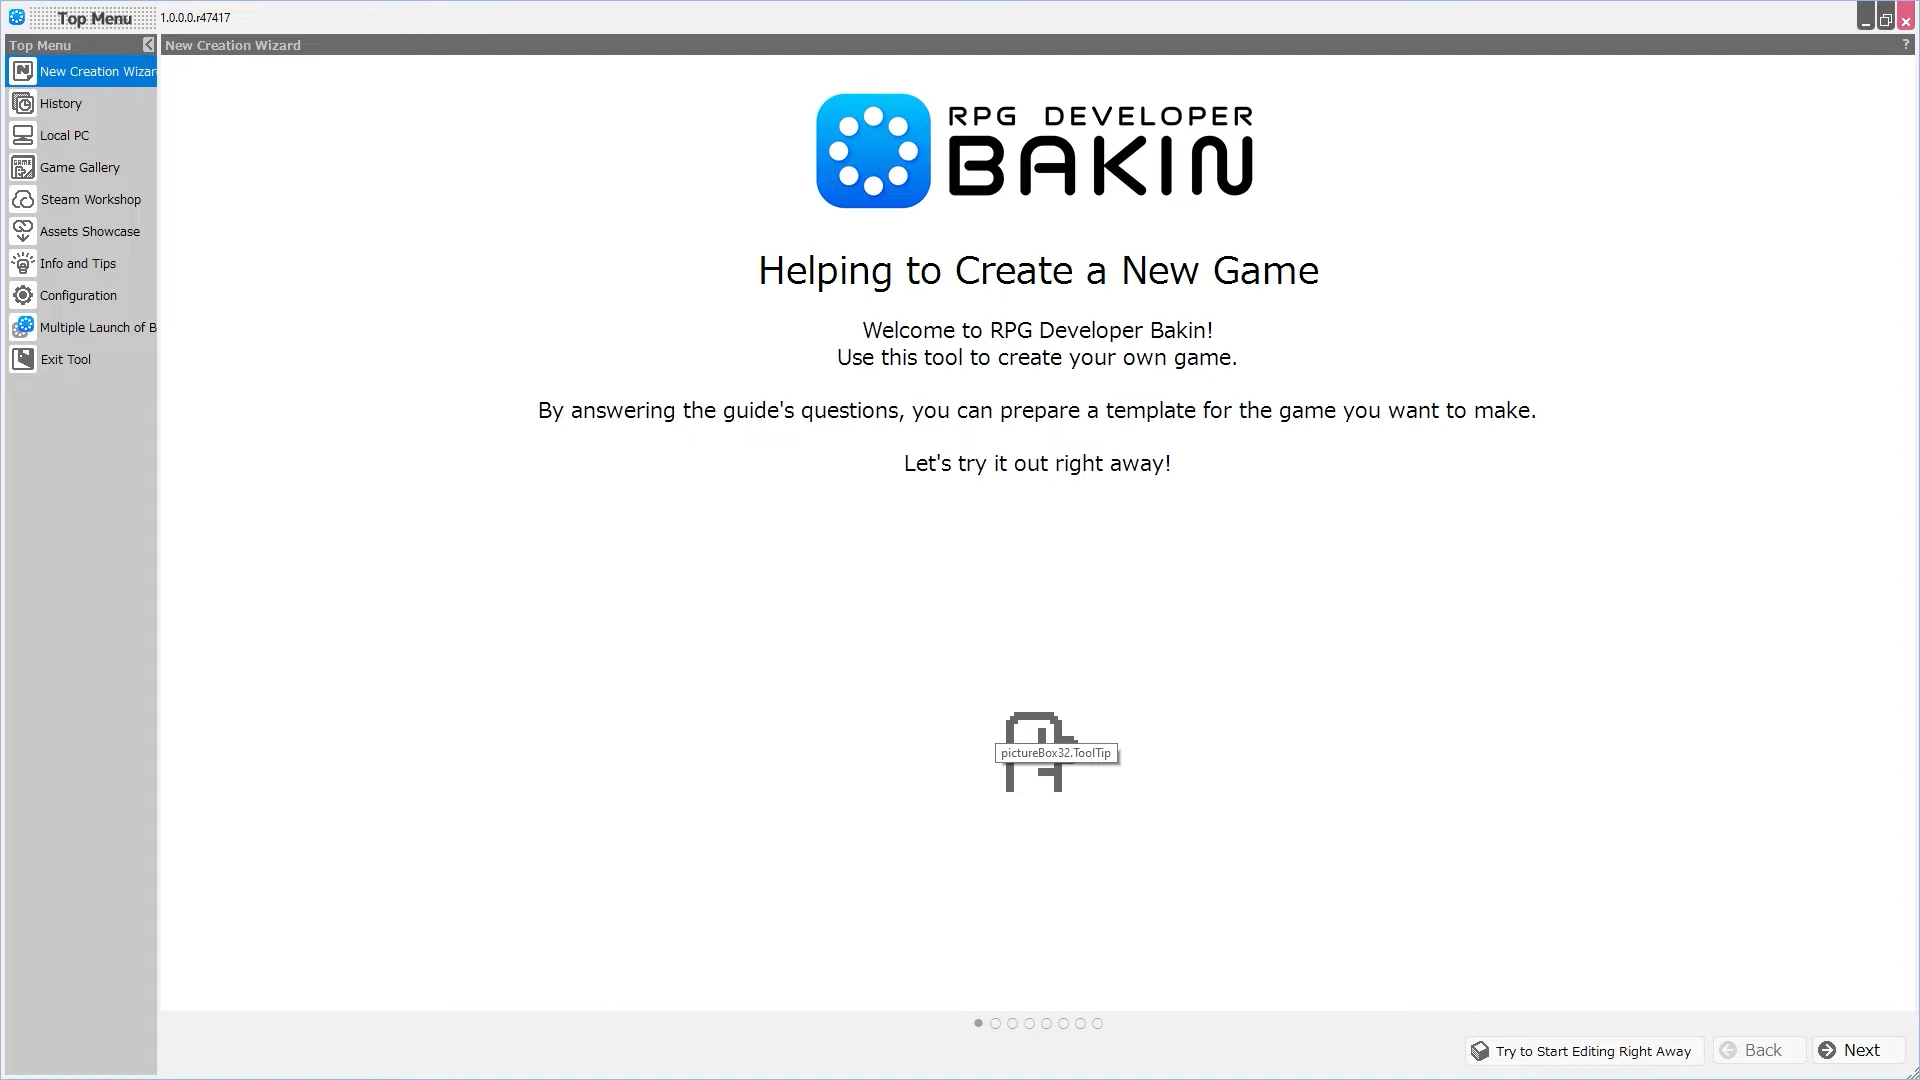 Top Menu
1.0.0.0.r47417
Top Menu
New Creation Wizard
?
New Creation Wizar
History
Local PC
Game Gallery
Steam Workshop
Assets Showcase
Info and Tips
Configuration
Multiple Launch of B
Exit Tool
RPG DEVELOPER
BAKIN
Helping to Create a New Game
Welcome to RPG Developer Bakin!
Use this tool to create your own game.
By answering the guide's questions, you can prepare a template for the game you want to make.
Let's try it out right away!
pictureBox32.ToolTip
Try to Start Editing Right Away
Back
Next